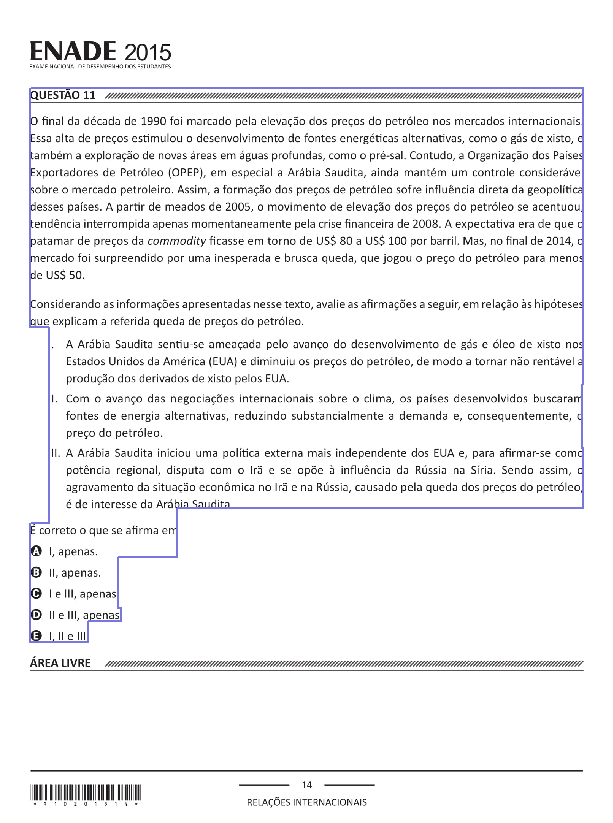 ENADE 2015
EXAME NACIONAL DE DESEMPENHO DOS ESTUDANTES
QUESTÃO 11
O final da década de 1990 foi marcado pela elevação dos preços do petróleo nos mercados internacionais.
Essa alta de preços estimulou o desenvolvimento de fontes energéticas alternativas, como o gás de xisto, e
também a exploração de novas áreas em águas profundas, como o pré-sal. Contudo, a Organização dos Países
Exportadores de Petróleo (OPEP), em especial a Arábia Saudita, ainda mantém um controle considerável
sobre o mercado petroleiro. Assim, a formação dos preços de petróleo sofre influência direta da geopolítica
desses países. A partir de meados de 2005, o movimento de elevação dos preços do petróleo se acentuou,
tendência interrompida apenas momentaneamente pela crise financeira de 2008. A expectativa era de que o
patamar de preços da commodity ficasse em torno de US$ 80 a US$ 100 por barril. Mas, no final de 2014, o
mercado foi surpreendido por uma inesperada e brusca queda, que jogou o preço do petróleo para menos
de US$ 50.
Considerando as informações apresentadas nesse texto, avalie as afirmações a seguir, em relação às hipóteses
que explicam a referida queda de preços do petróleo.
I. A Arábia Saudita sentiu-se ameaçada pelo avanço do desenvolvimento de gás e óleo de xisto nos
Estados Unidos da América (EUA) e diminuiu os preços do petróleo, de modo a tornar não rentável a
produção dos derivados de xisto pelos EUA.
II. Com o avanço das negociações internacionais sobre o clima, os países desenvolvidos buscaram
fontes de energia alternativas, reduzindo substancialmente a demanda e, consequentemente, o
preço do petróleo.
III. A Arábia Saudita iniciou uma política externa mais independente dos EUA e, para afirmar-se como
potência regional, disputa com o Irã e se opõe à influência da Rússia na Síria. Sendo assim, o
agravamento da situação econômica no Irã e na Rússia, causado pela queda dos preços do petróleo,
é de interesse da Arábia Saudita.
É correto o que se afirma em
A I, apenas.
B II, apenas.
C I e III, apenas.
D II e III, apenas.
E I, II e III.
ÁREA LIVRE
14
RELAÇÕES INTERNACIONAIS